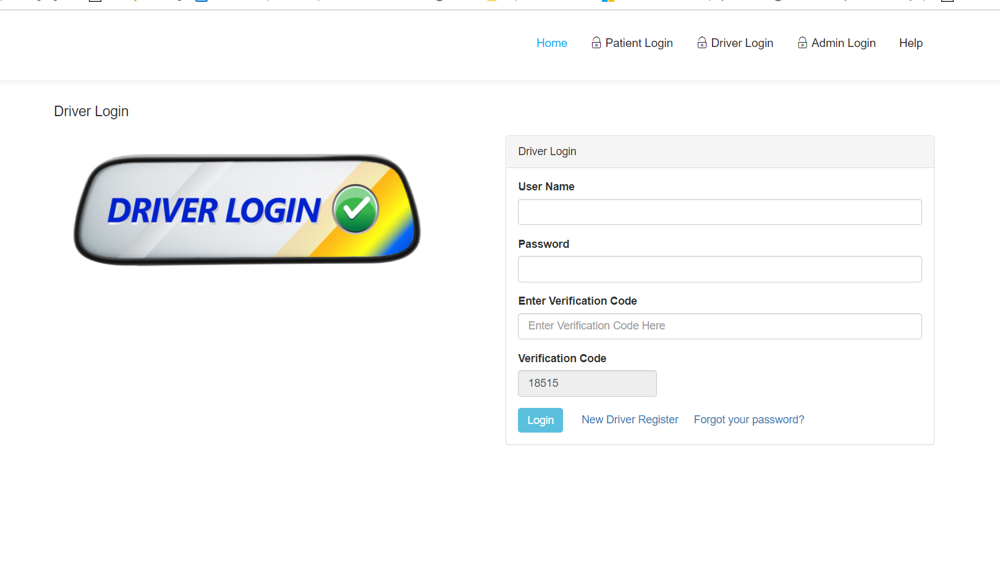 Home Patient Login Driver Login Admin Login Help
Driver Login
DRIVER LOGIN
Driver Login
User Name
Password
Enter Verification Code
Enter Verification Code Here
Verification Code
18515
Login New Driver Register Forgot your password?